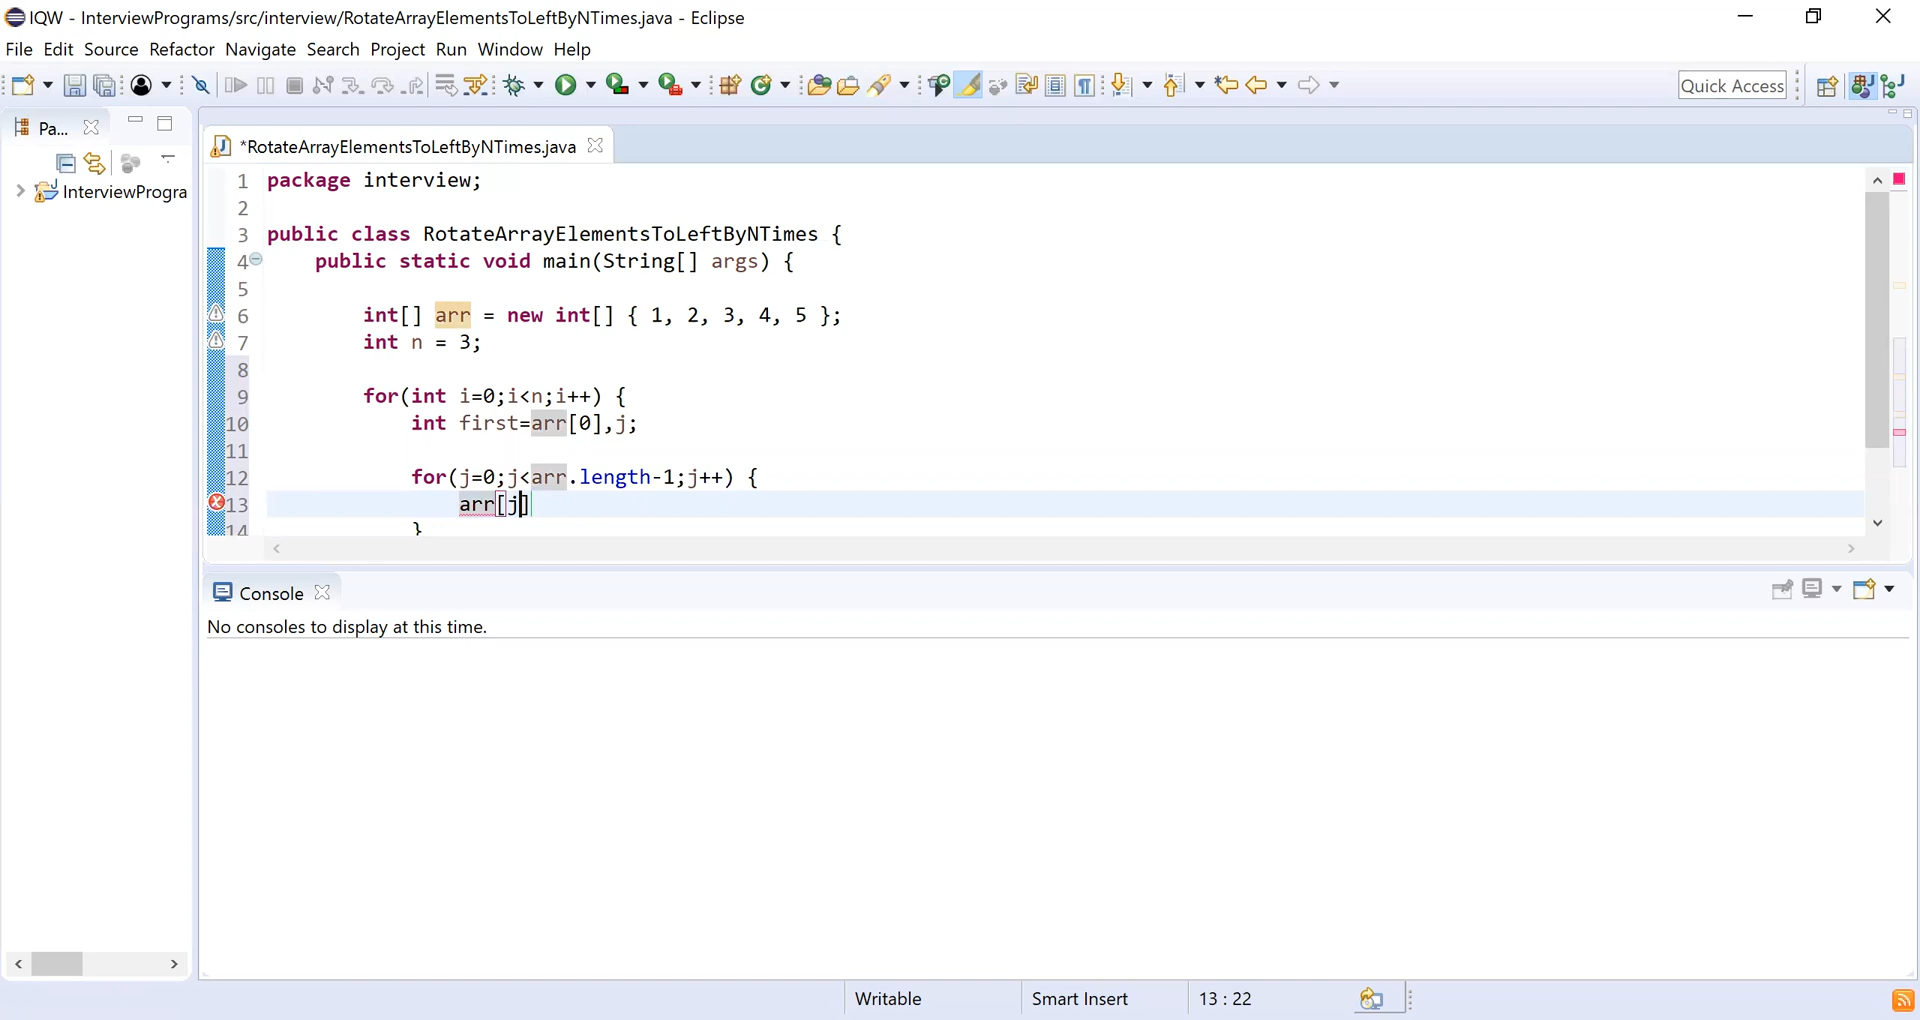 IQW - InterviewPrograms/src/interview/RotateArrayElementsToLeftByNTimes.java - Eclipse
File Edit Source Refactor Navigate Search Project Run Window Help
Quick Access
Pa...
*RotateArrayElementsToLeftByNTimes.java
InterviewProgra
1 package interview;
2
3 public class RotateArrayElementsToLeftByNTimes {
4 public static void main(String[] args) {
5
6 int[] arr = new int[] { 1, 2, 3, 4, 5 };
7 int n = 3;
8
9 for(int i=0;i<n;i++) {
10 int first=arr[0],j;
11
12 for(j=0;j<arr.length-1;j++) {
13 arr[j]
14 }
Console
No consoles to display at this time.
Writable Smart Insert 13 : 22